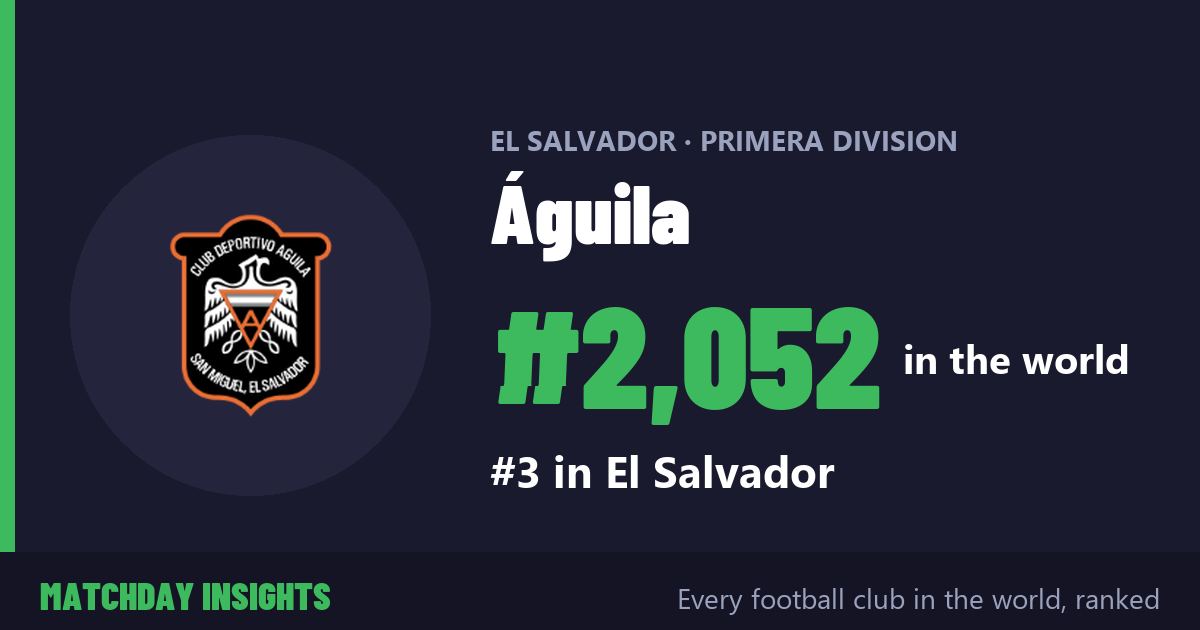 EL SALVADOR · PRIMERA DIVISION
Águila
CLUB DEPORTIVO AGUILA
A
SAN MIGUEL, EL SALVADOR
#2,052 in the world
#3 in El Salvador
MATCHDAY INSIGHTS
Every football club in the world, ranked